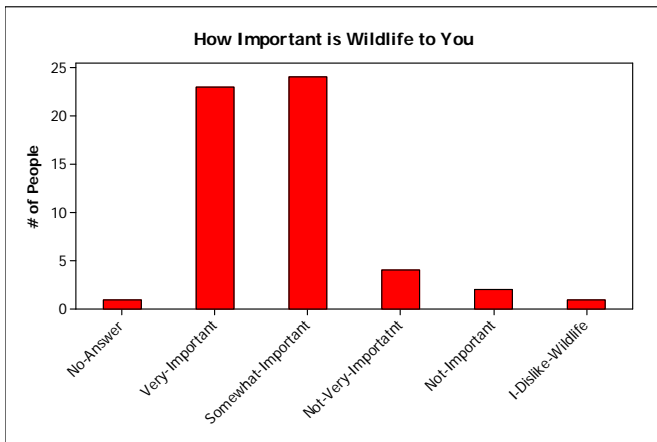 How Important is Wildlife to You
# of People
25
20
15
10
5
0
No-Answer
Very-Important
Somewhat-Important
Not-Very-Importatnt
Not-Important
I-Dislike-Wildlife